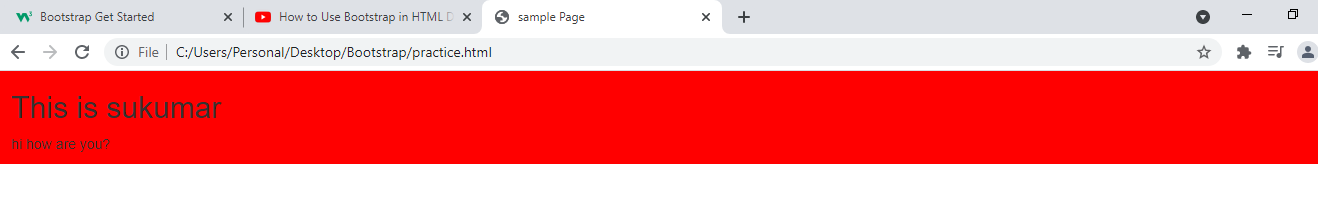 Bootstrap Get Started
How to Use Bootstrap in HTML D
sample Page
File
C:/Users/Personal/Desktop/Bootstrap/practice.html
This is sukumar
hi how are you?